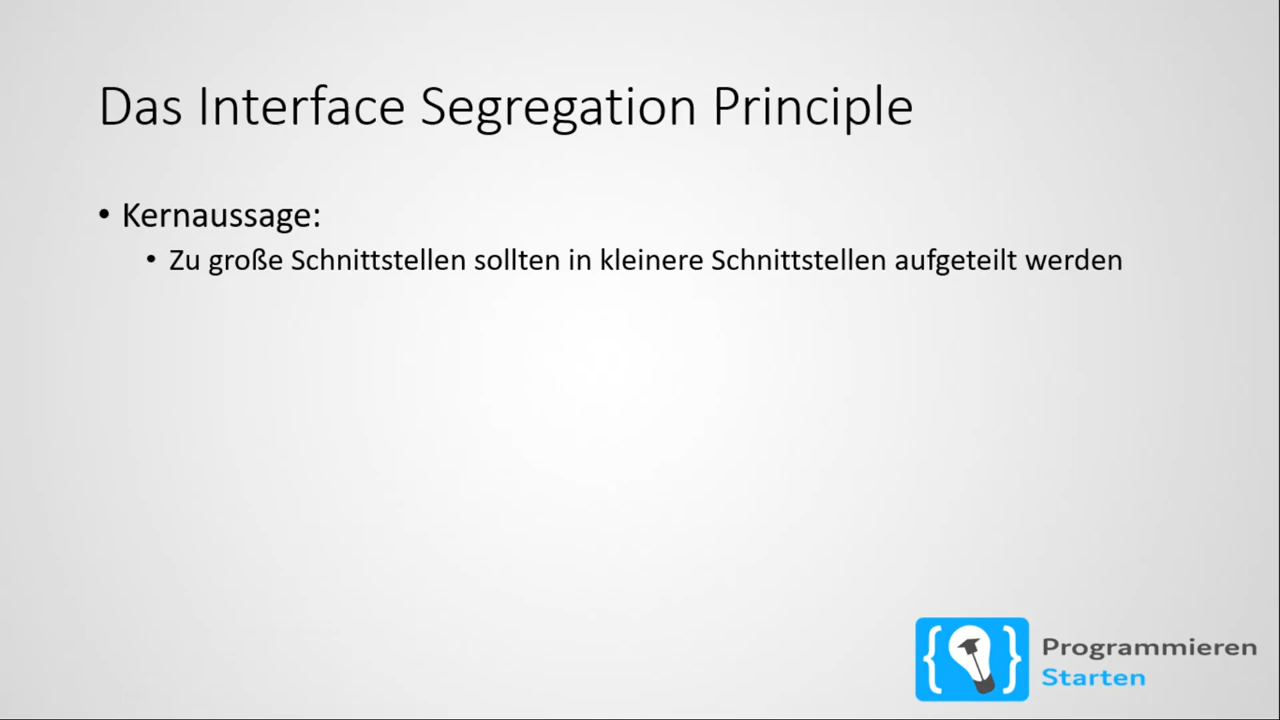 Das Interface Segregation Principle
• Kernaussage:
• Zu große Schnittstellen sollten in kleinere Schnittstellen aufgeteilt werden
{ }
Programmieren
Starten